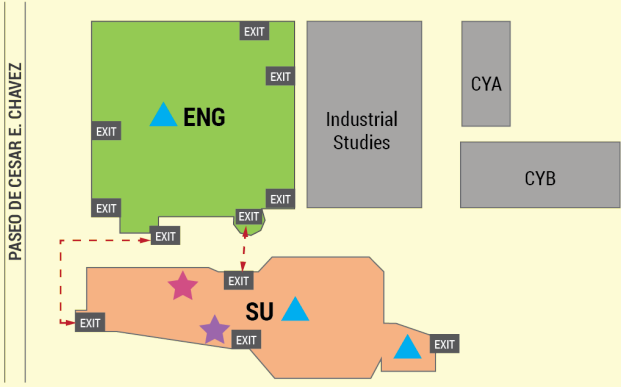 PASEO DE CESAR E. CHAVEZ
EXIT
EXIT
ENG
EXIT
EXIT
EXIT
EXIT
EXIT
Industrial
Studies
CYA
CYB
EXIT
SU
EXIT
EXIT
EXIT